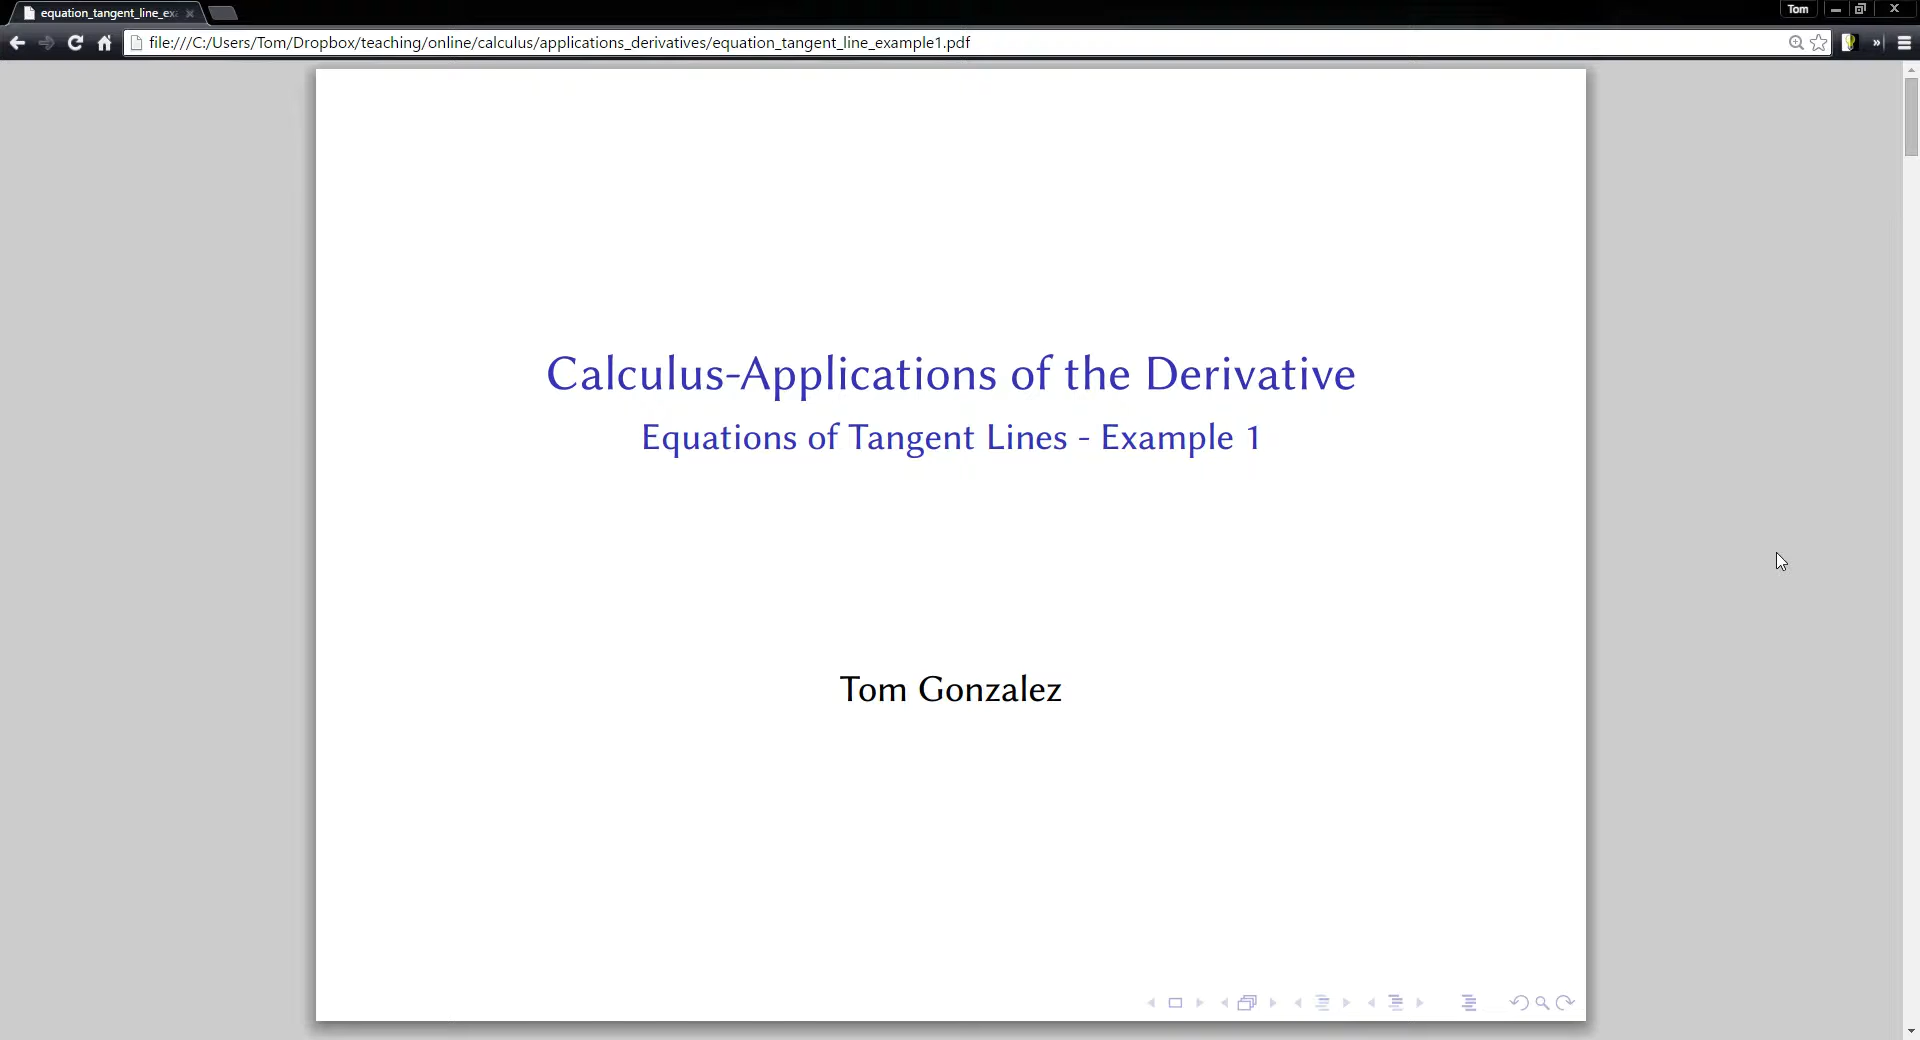 equation_tangent_line_ex
Tom
file:///C:/Users/Tom/Dropbox/teaching/online/calculus/applications_derivatives/equation_tangent_line_example1.pdf
Calculus-Applications of the Derivative
Equations of Tangent Lines - Example 1
Tom Gonzalez